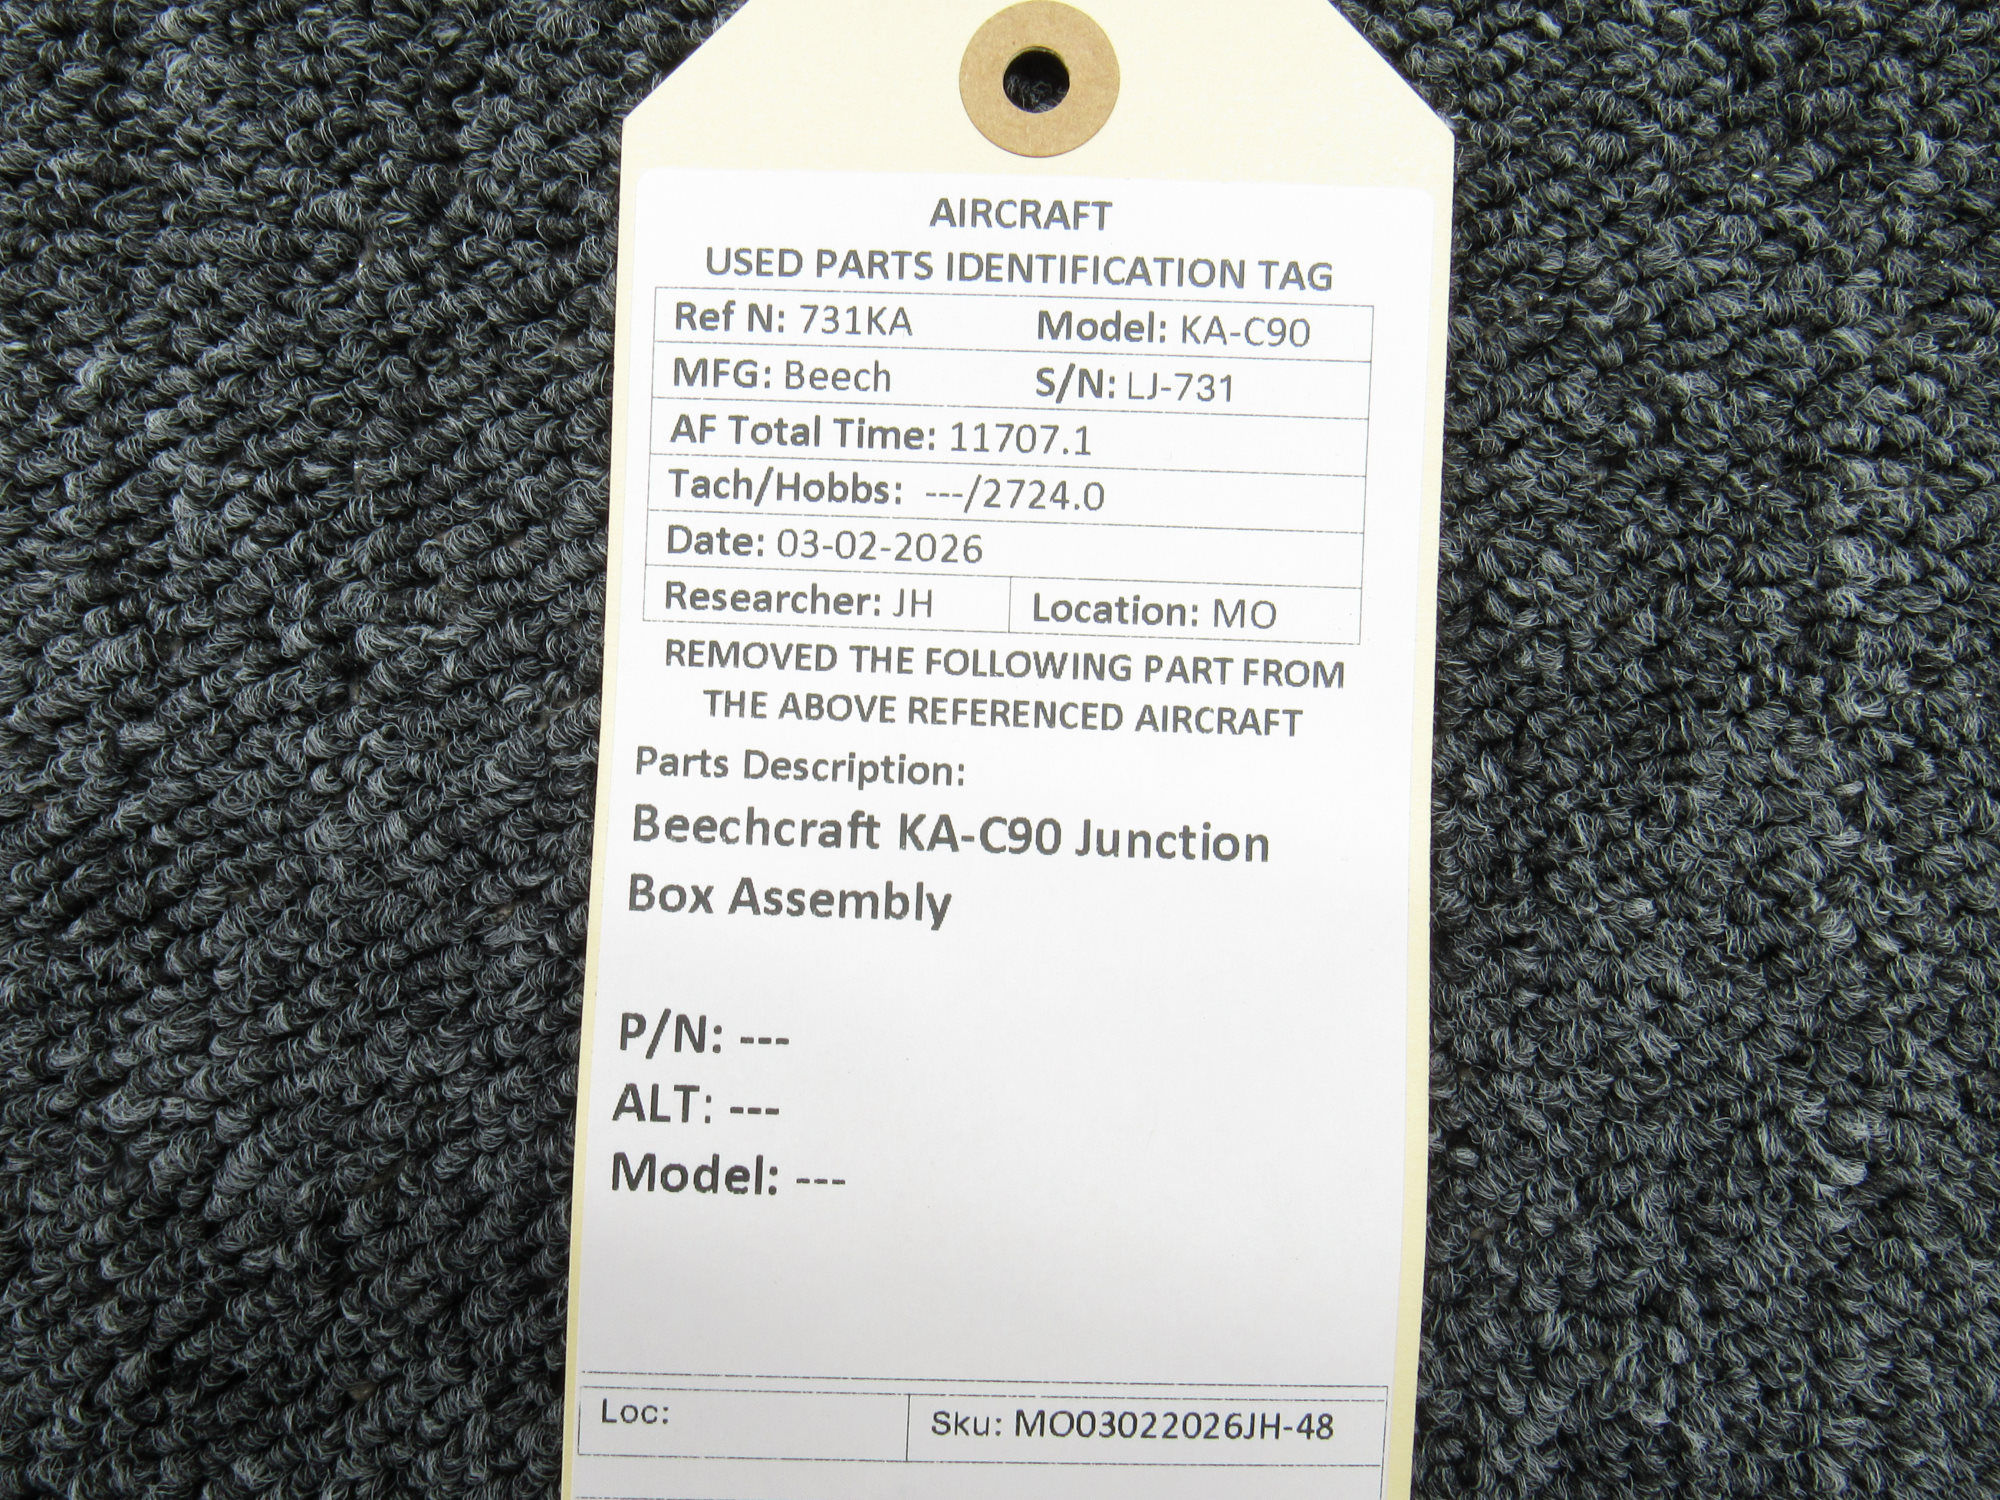 AIRCRAFT
USED PARTS IDENTIFICATION TAG
Ref N: 731KA Model: KA-C90
MFG: Beech S/N: LJ-731
AF Total Time: 11707.1
Tach/Hobbs: ---/2724.0
Date: 03-02-2026
Researcher: JH Location: MO
REMOVED THE FOLLOWING PART FROM
THE ABOVE REFERENCED AIRCRAFT
Parts Description:
Beechcraft KA-C90 Junction
Box Assembly
P/N: ---
ALT: ---
Model: ---
Loc: Sku: MO03022026JH-48